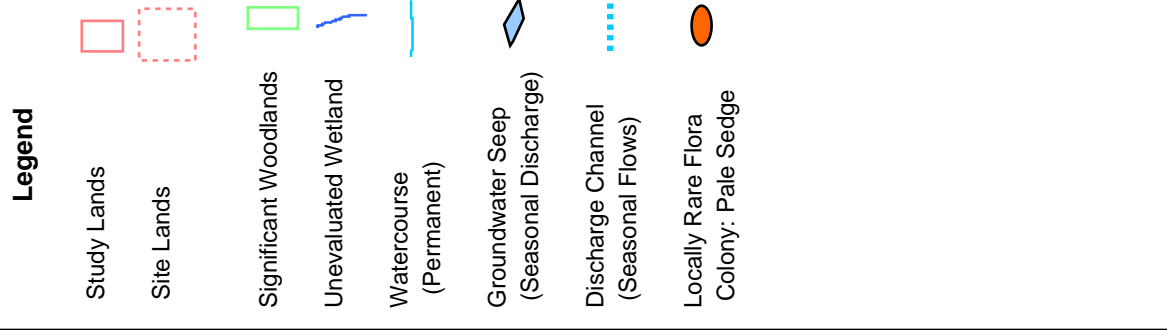 Legend
Study Lands
Site Lands
Significant Woodlands
Unevaluated Wetland
Watercourse
(Permanent)
Groundwater Seep
(Seasonal Discharge)
Discharge Channel
(Seasonal Flows)
Locally Rare Flora
Colony: Pale Sedge